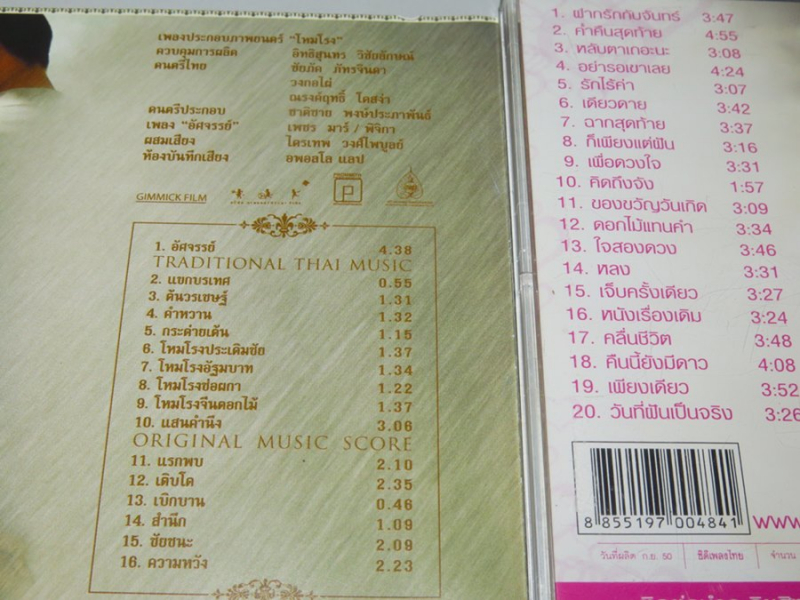 เพลงประกอบภาพยนตร์ "โหมโรง"
ควบคุมการผลิต อิทธิสุนทร วิชัยลักษณ์
ดนตรีไทย ชัยภัค ภัทรจินดา
วงกอไผ่
ณรงค์ฤทธิ์ โตสง่า
ดนตรีประกอบ ชาติชาย พงษ์ประภาพันธ์
เพลง "อัศจรรย์" เพชร มาร์ / พิจิกา
ผสมเสียง ไตรเทพ วงศ์ไพบูลย์
ห้องบันทึกเสียง อพอลโล แลป
GIMMICK FILM
1. อัศจรรย์ 4.38
TRADITIONAL THAI MUSIC
2. แขกบรเทศ 0.55
3. ต้นวรเชษฐ์ 1.31
4. คำหวาน 1.32
5. กระต่ายเต้น 1.15
6. โหมโรงประเดิมชัย 1.37
7. โหมโรงอัฐมบาท 1.34
8. โหมโรงช่อผกา 1.22
9. โหมโรงจีนดอกไม้ 1.37
10. แสนคำนึง 3.06
ORIGINAL MUSIC SCORE
11. แรกพบ 2.10
12. เติบโต 2.35
13. เบิกบาน 0.46
14. สำนึก 1.09
15. ชัยชนะ 2.09
16. ความหวัง 2.23
1. ฝากรักกับจันทร์ 3:47
2. ค่ำคืนสุดท้าย 4:55
3. หลับตาเถอะนะ 3:08
4. อย่ารอเขาเลย 4:24
5. รักไร้ค่า 3:07
6. เดียวดาย 3:42
7. ฉากสุดท้าย 3:37
8. ก็เพียงแต่ฝัน 3:16
9. เพื่อดวงใจ 3:31
10. คิดถึงจัง 1:57
11. ของขวัญวันเกิด 3:09
12. ดอกไม้แทนคำ 3:34
13. ใจสองดวง 3:46
14. หลง 3:31
15. เจ็บครั้งเดียว 3:27
16. หนังเรื่องเดิม 3:24
17. คลื่นชีวิต 3:48
18. คืนนี้ยังมีดาว 4:08
19. เพียงเดียว 3:52
20. วันที่ฝันเป็นจริง 3:26
8 855197 004841
www
วันที่ผลิต ก.ย. 50 ซีดีเพลงไทย จำนวน